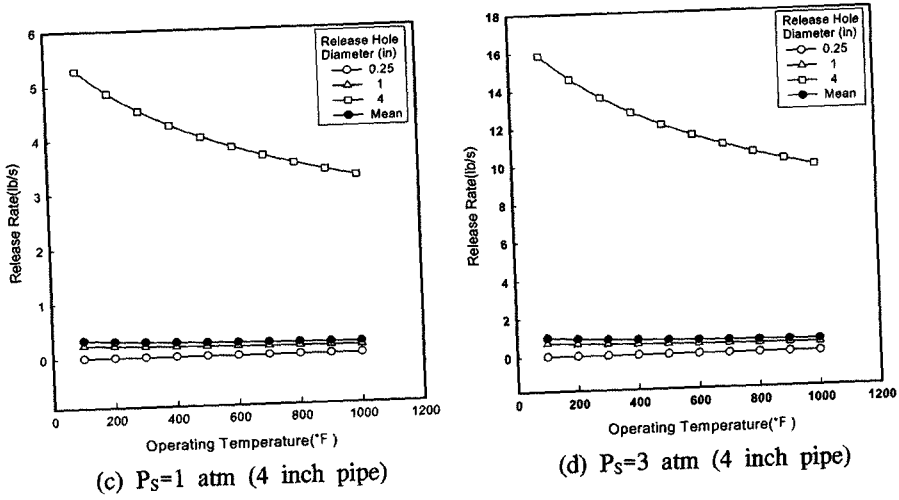 Release Rate(lb/s)
6
5
4
3
2
1
0
0 200 400 600 800 1000 1200
Operating Temperature(°F )
Release Hole
Diameter (in)
0.25
1
4
Mean
(c) PS=1 atm (4 inch pipe)
Release Rate(lb/s)
18
16
14
12
10
8
6
4
2
0
0 200 400 600 800 1000 1200
Operating Temperature(°F )
Release Hole
Diameter (in)
0.25
1
4
Mean
(d) PS=3 atm (4 inch pipe)